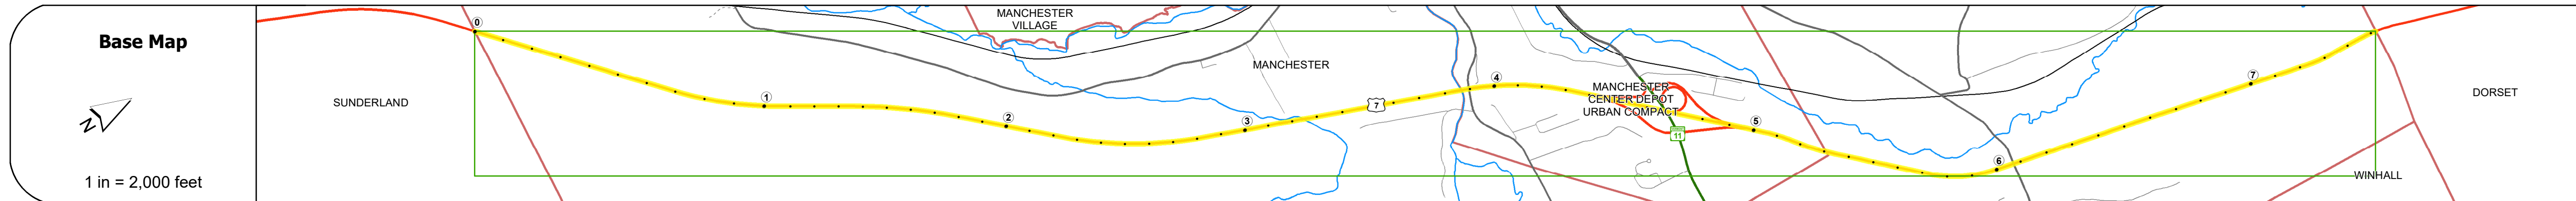 Base Map
N
1 in = 2,000 feet
SUNDERLAND
0
1
2
3
MANCHESTER
VILLAGE
MANCHESTER
7
4
MANCHESTER
CENTER DEPOT
URBAN COMPACT
11
5
6
7
WINHALL
DORSET